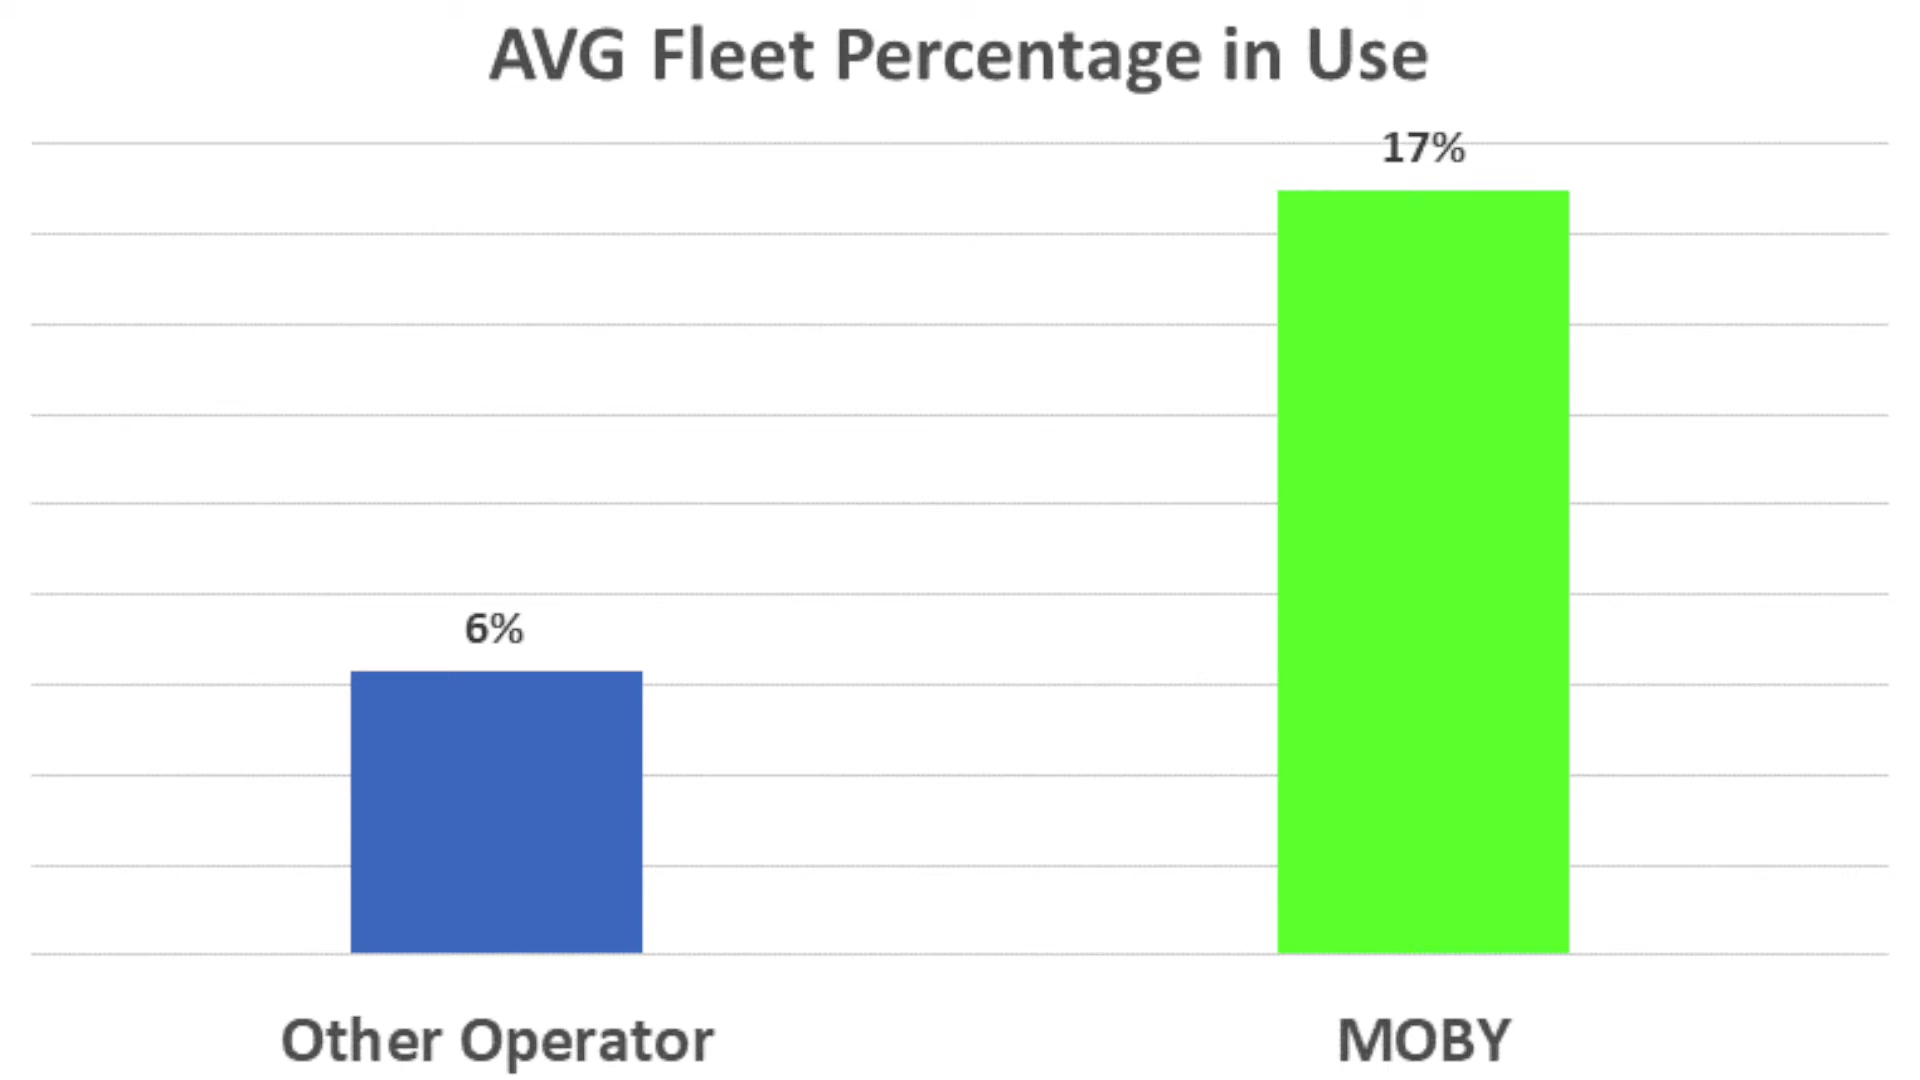 AVG Fleet Percentage in Use
17%
6%
Other Operator
MOBY